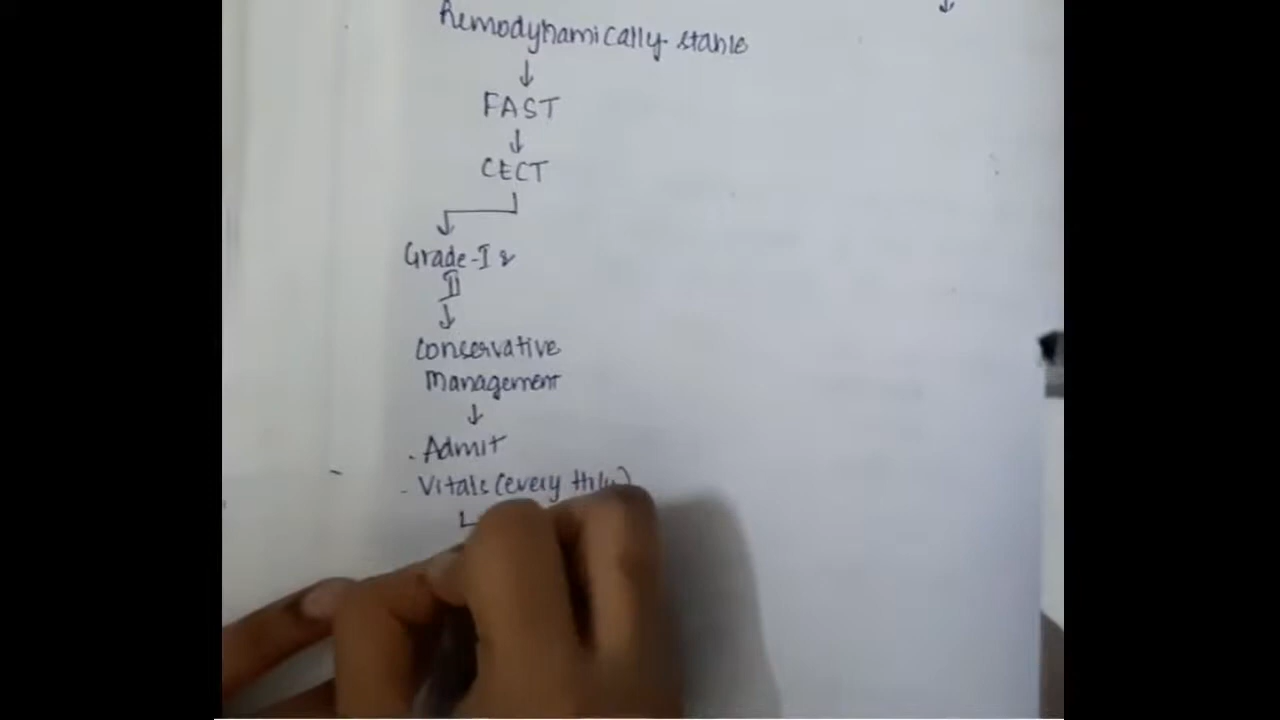 Hemodynamically stable
↓
FAST
↓
CECT
Grade-I &
II
↓
Conservative
Management
↓
. Admit
- Vitals (every